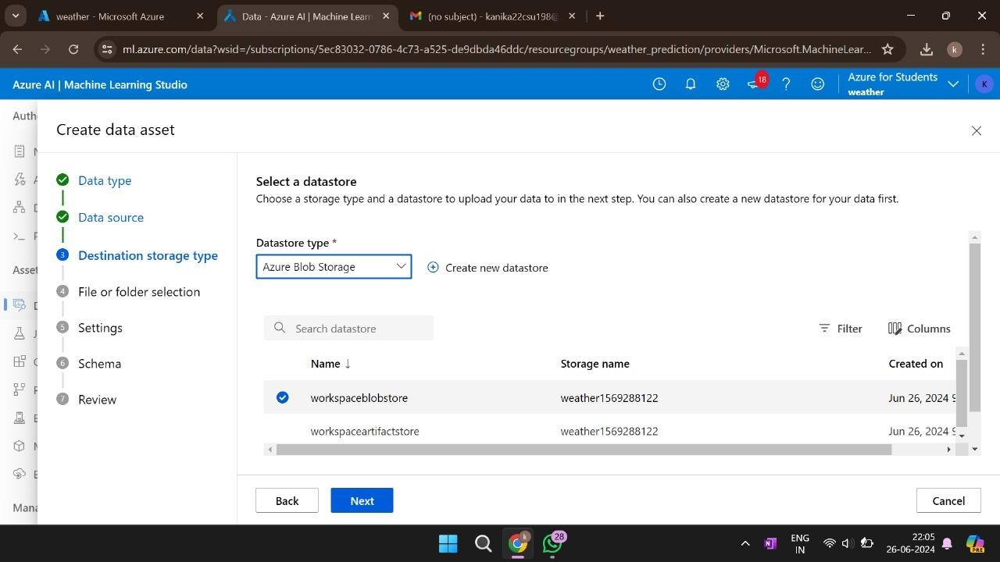 weather - Microsoft Azure
Data - Azure AI | Machine Learn
(no subject) - kanika22csu198@
ml.azure.com/data?wsid=/subscriptions/5ec83032-0786-4c73-a525-de9dbda46ddc/resourcegroups/weather_prediction/providers/Microsoft.MachineLear...
k
Azure AI | Machine Learning Studio
18
Azure for Students
weather
K
Auth
Create data asset
Data type
Data source
3 Destination storage type
4 File or folder selection
5 Settings
6 Schema
7 Review
Asset
Mana
Select a datastore
Choose a storage type and a datastore to upload your data to in the next step. You can also create a new datastore for your data first.
Datastore type *
Azure Blob Storage
Create new datastore
Search datastore
Filter
Columns
Name ↓ Storage name Created on
workspaceblobstore weather1569288122 Jun 26, 2024 9
workspaceartifactstore weather1569288122 Jun 26, 2024 9
Back
Next
Cancel
k
28
N
ENG
IN
22:05
26-06-2024
PRE